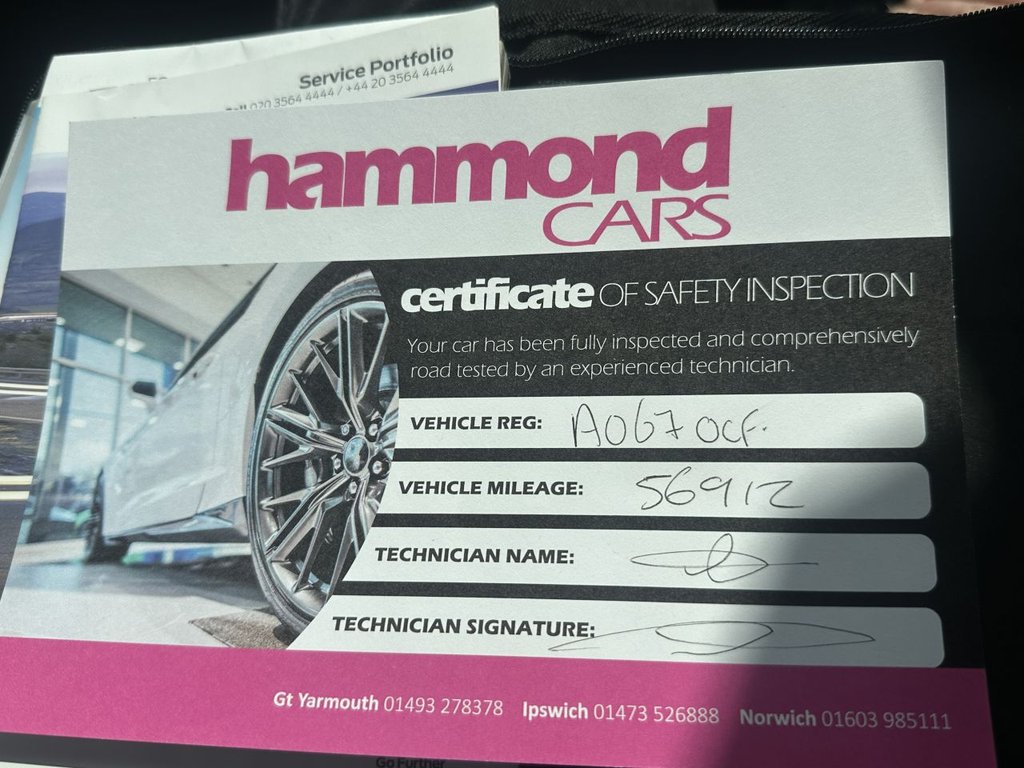 Service Portfolio
020 3564 4444 / +44 20 3564 4444
hammond
CARS
certificate OF SAFETY INSPECTION
Your car has been fully inspected and comprehensively
road tested by an experienced technician.
VEHICLE REG: AO67 OCF.
VEHICLE MILEAGE: 56912
TECHNICIAN NAME:
TECHNICIAN SIGNATURE:
Gt Yarmouth 01493 278378 Ipswich 01473 526888 Norwich 01603 985111
Go Further